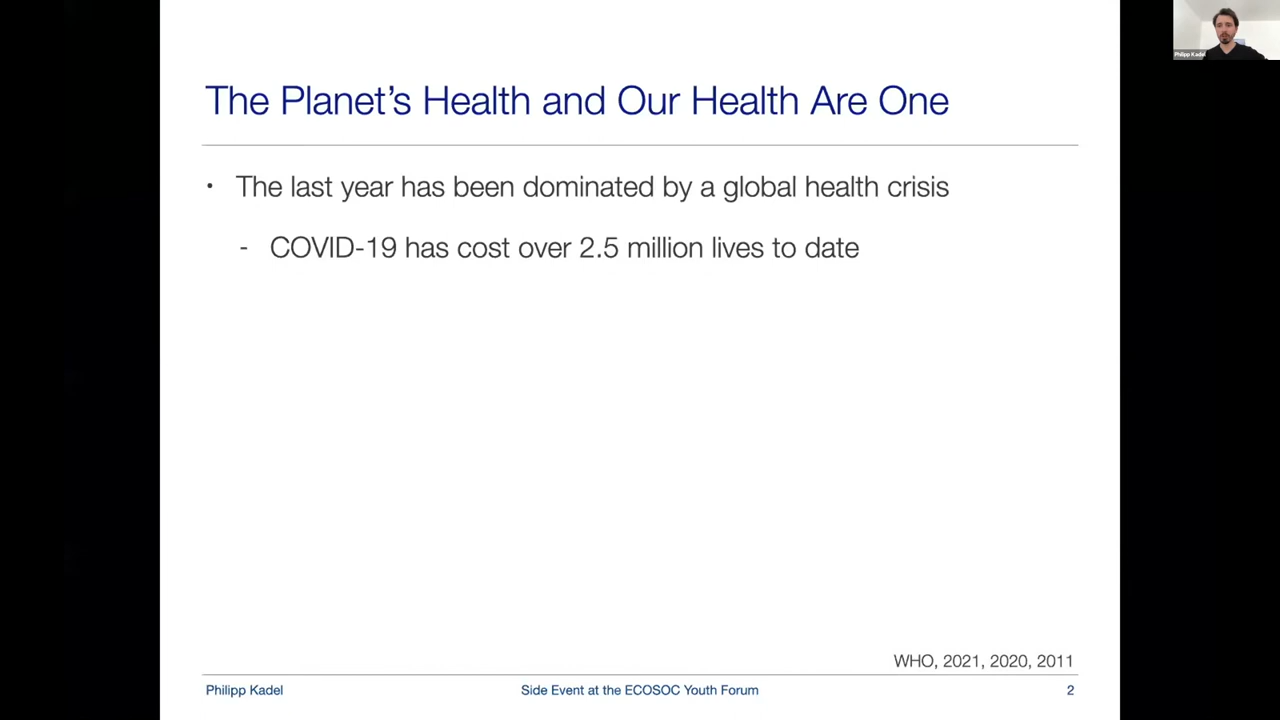 The Planet’s Health and Our Health Are One
• The last year has been dominated by a global health crisis
- COVID-19 has cost over 2.5 million lives to date
WHO, 2021, 2020, 2011
Philipp Kadel
Side Event at the ECOSOC Youth Forum
2
Philipp Kadel